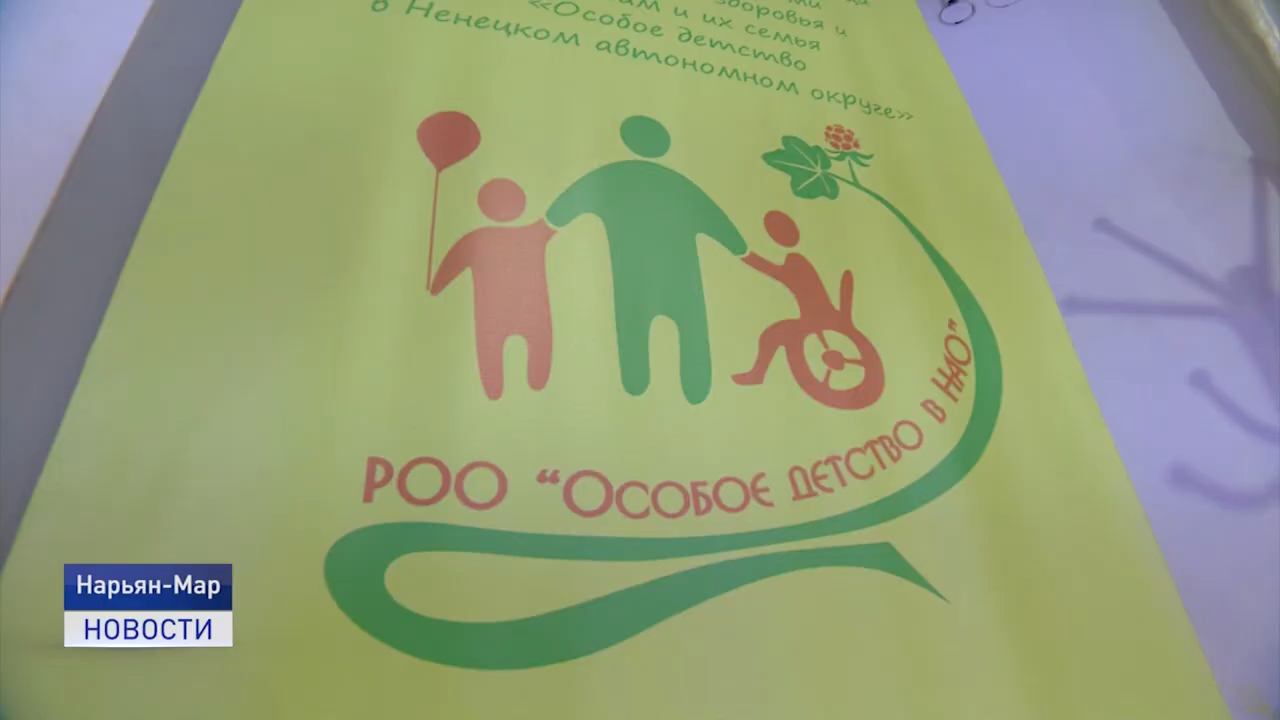 здоровья и
и их семья
«Особое детство
в Ненецком автономном округе»
РОО “Особое детство в НАО”
Нарьян-Мар
НОВОСТИ